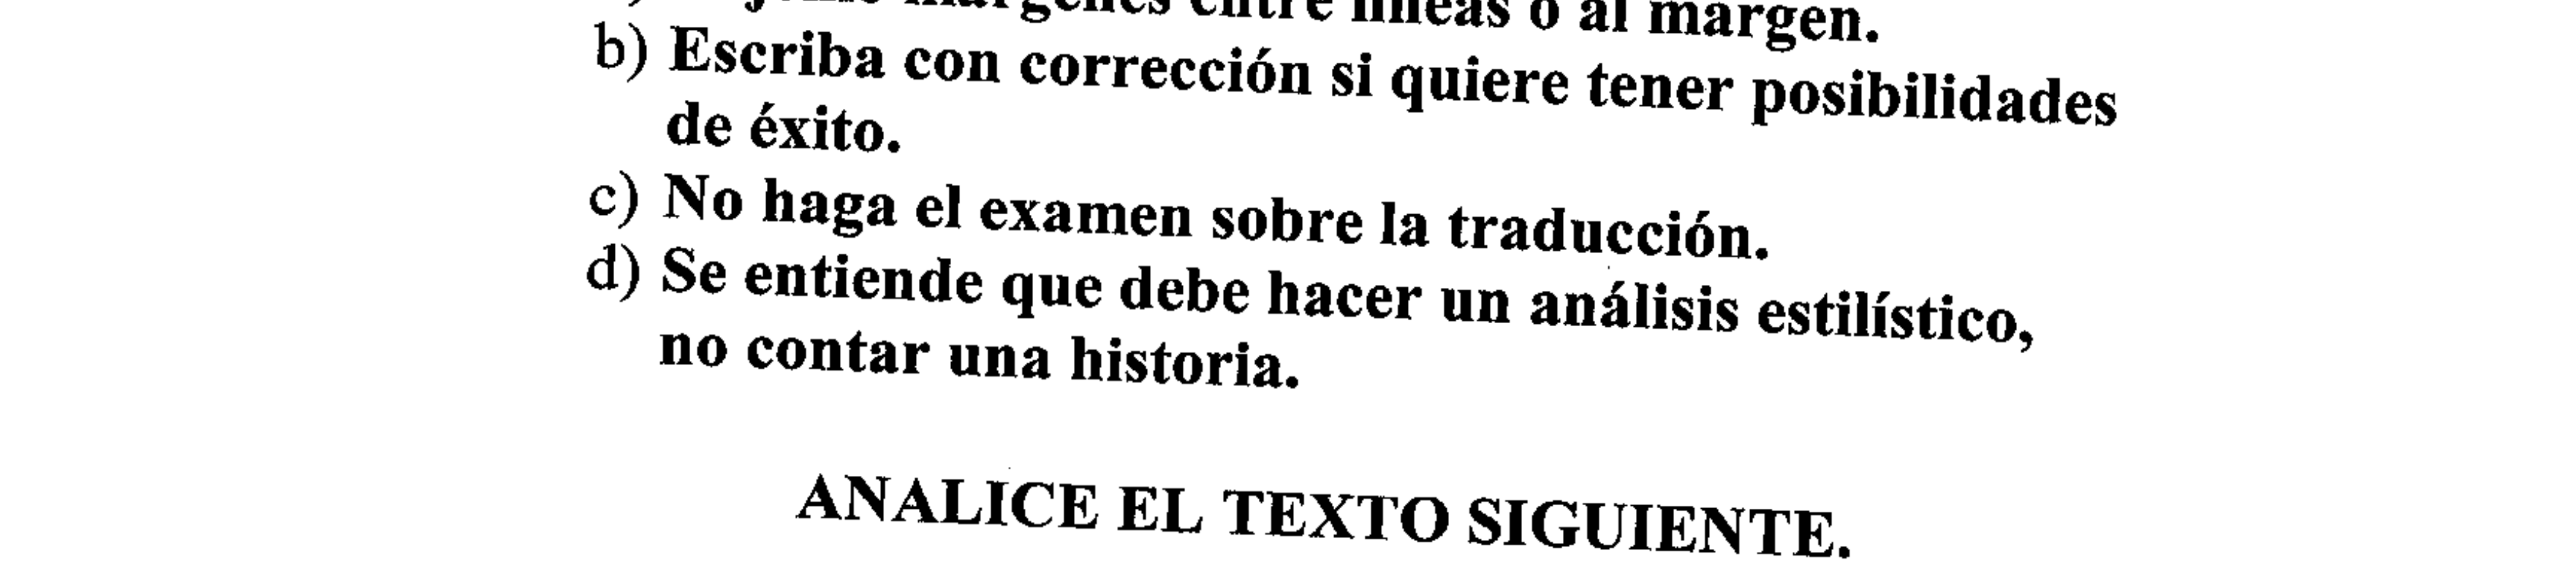 márgenes entre líneas o al margen.
b) Escriba con corrección si quiere tener posibilidades
de éxito.
c) No haga el examen sobre la traducción.
d) Se entiende que debe hacer un análisis estilístico,
no contar una historia.
ANALICE EL TEXTO SIGUIENTE.